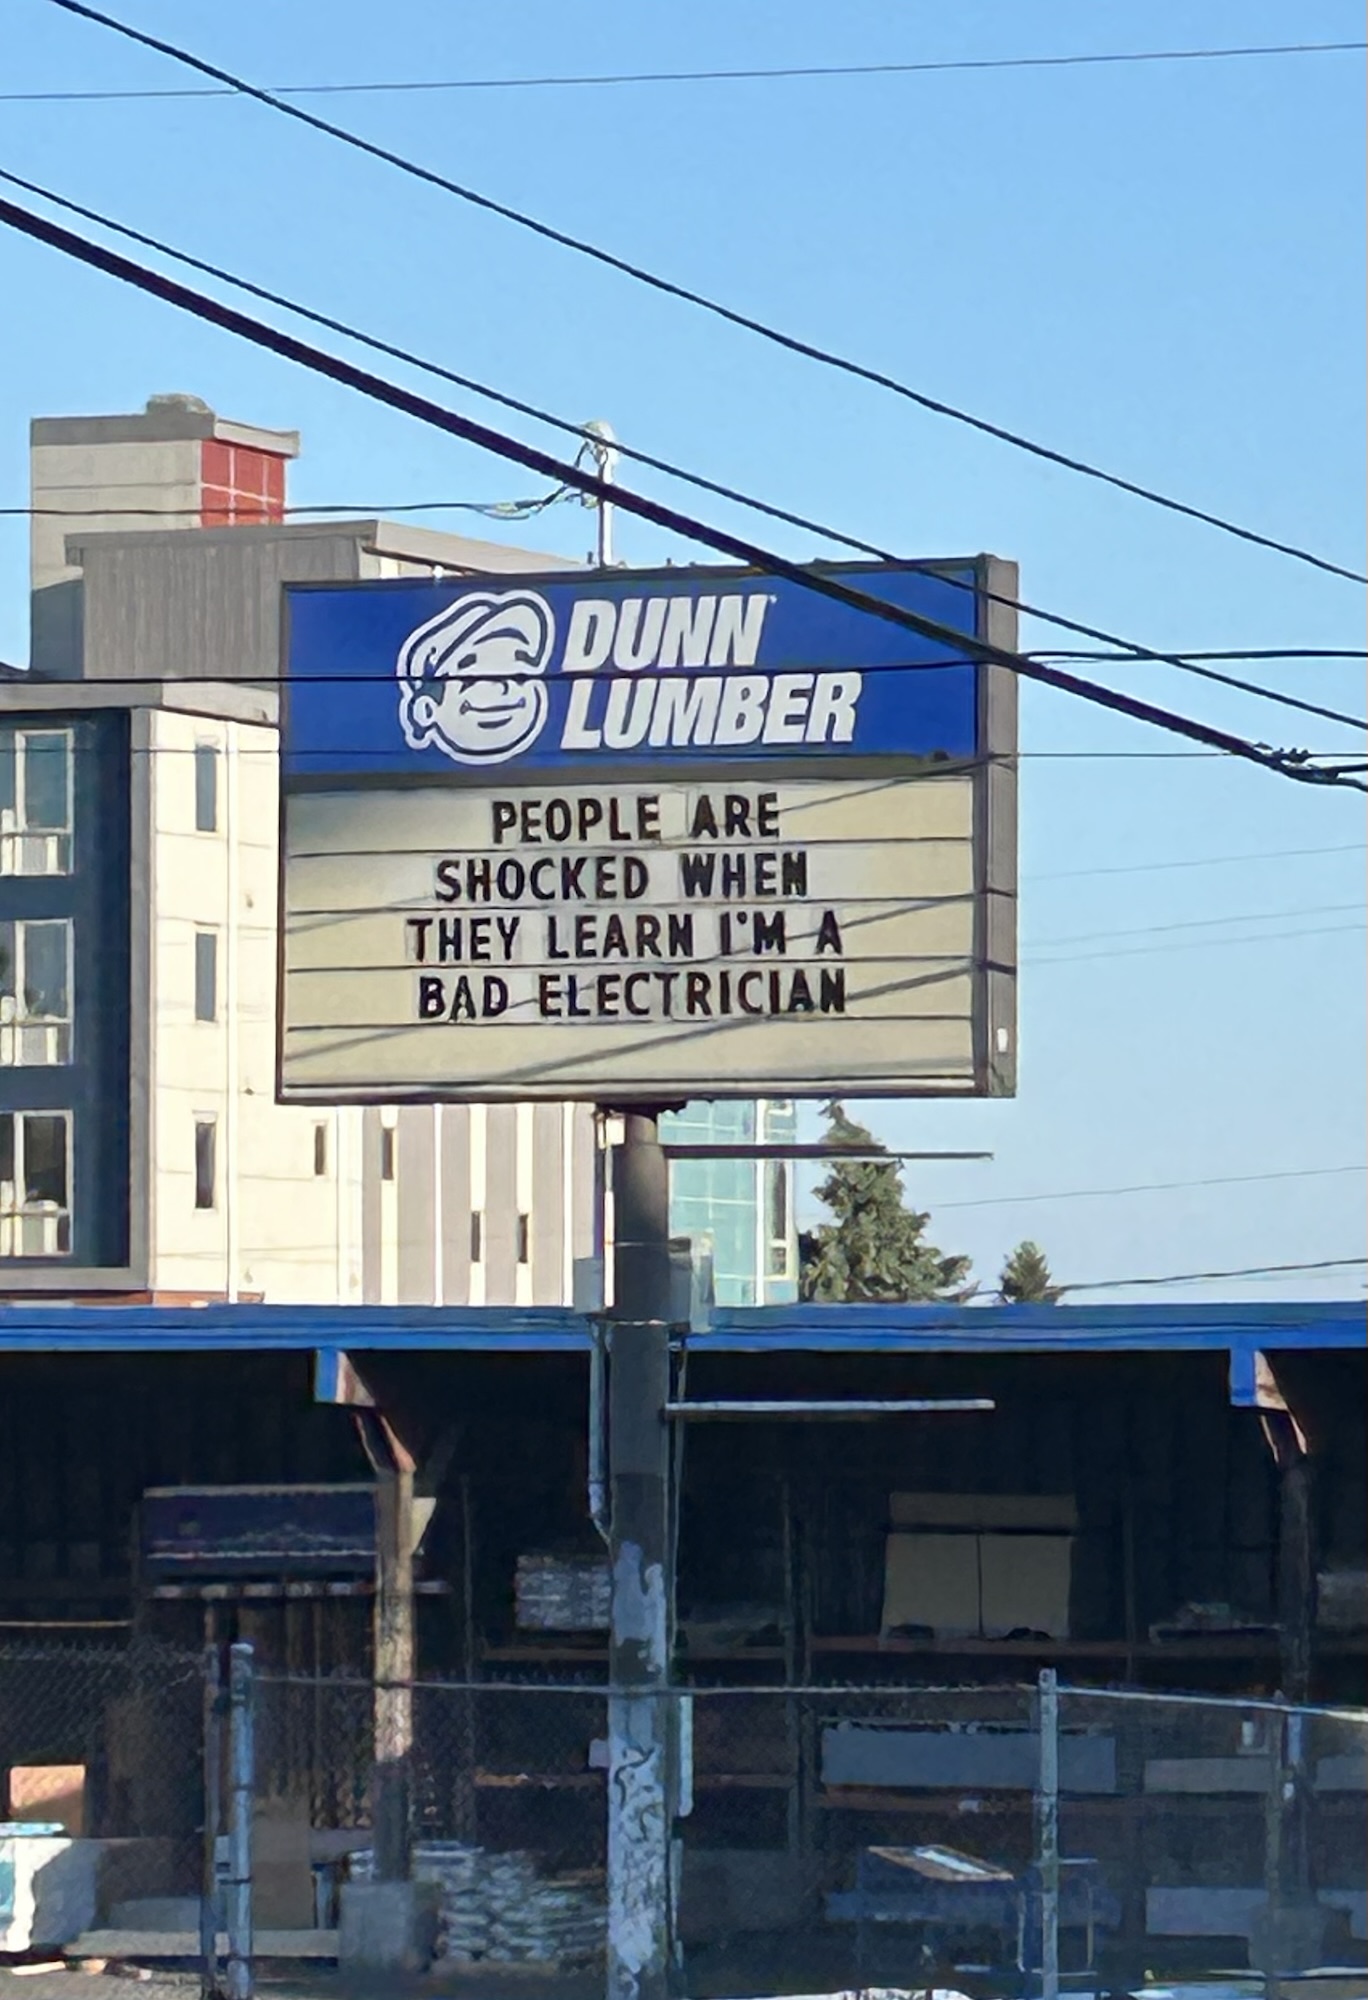 DUNN
LUMBER
PEOPLE ARE
SHOCKED WHEN
THEY LEARN I'M A
BAD ELECTRICIAN